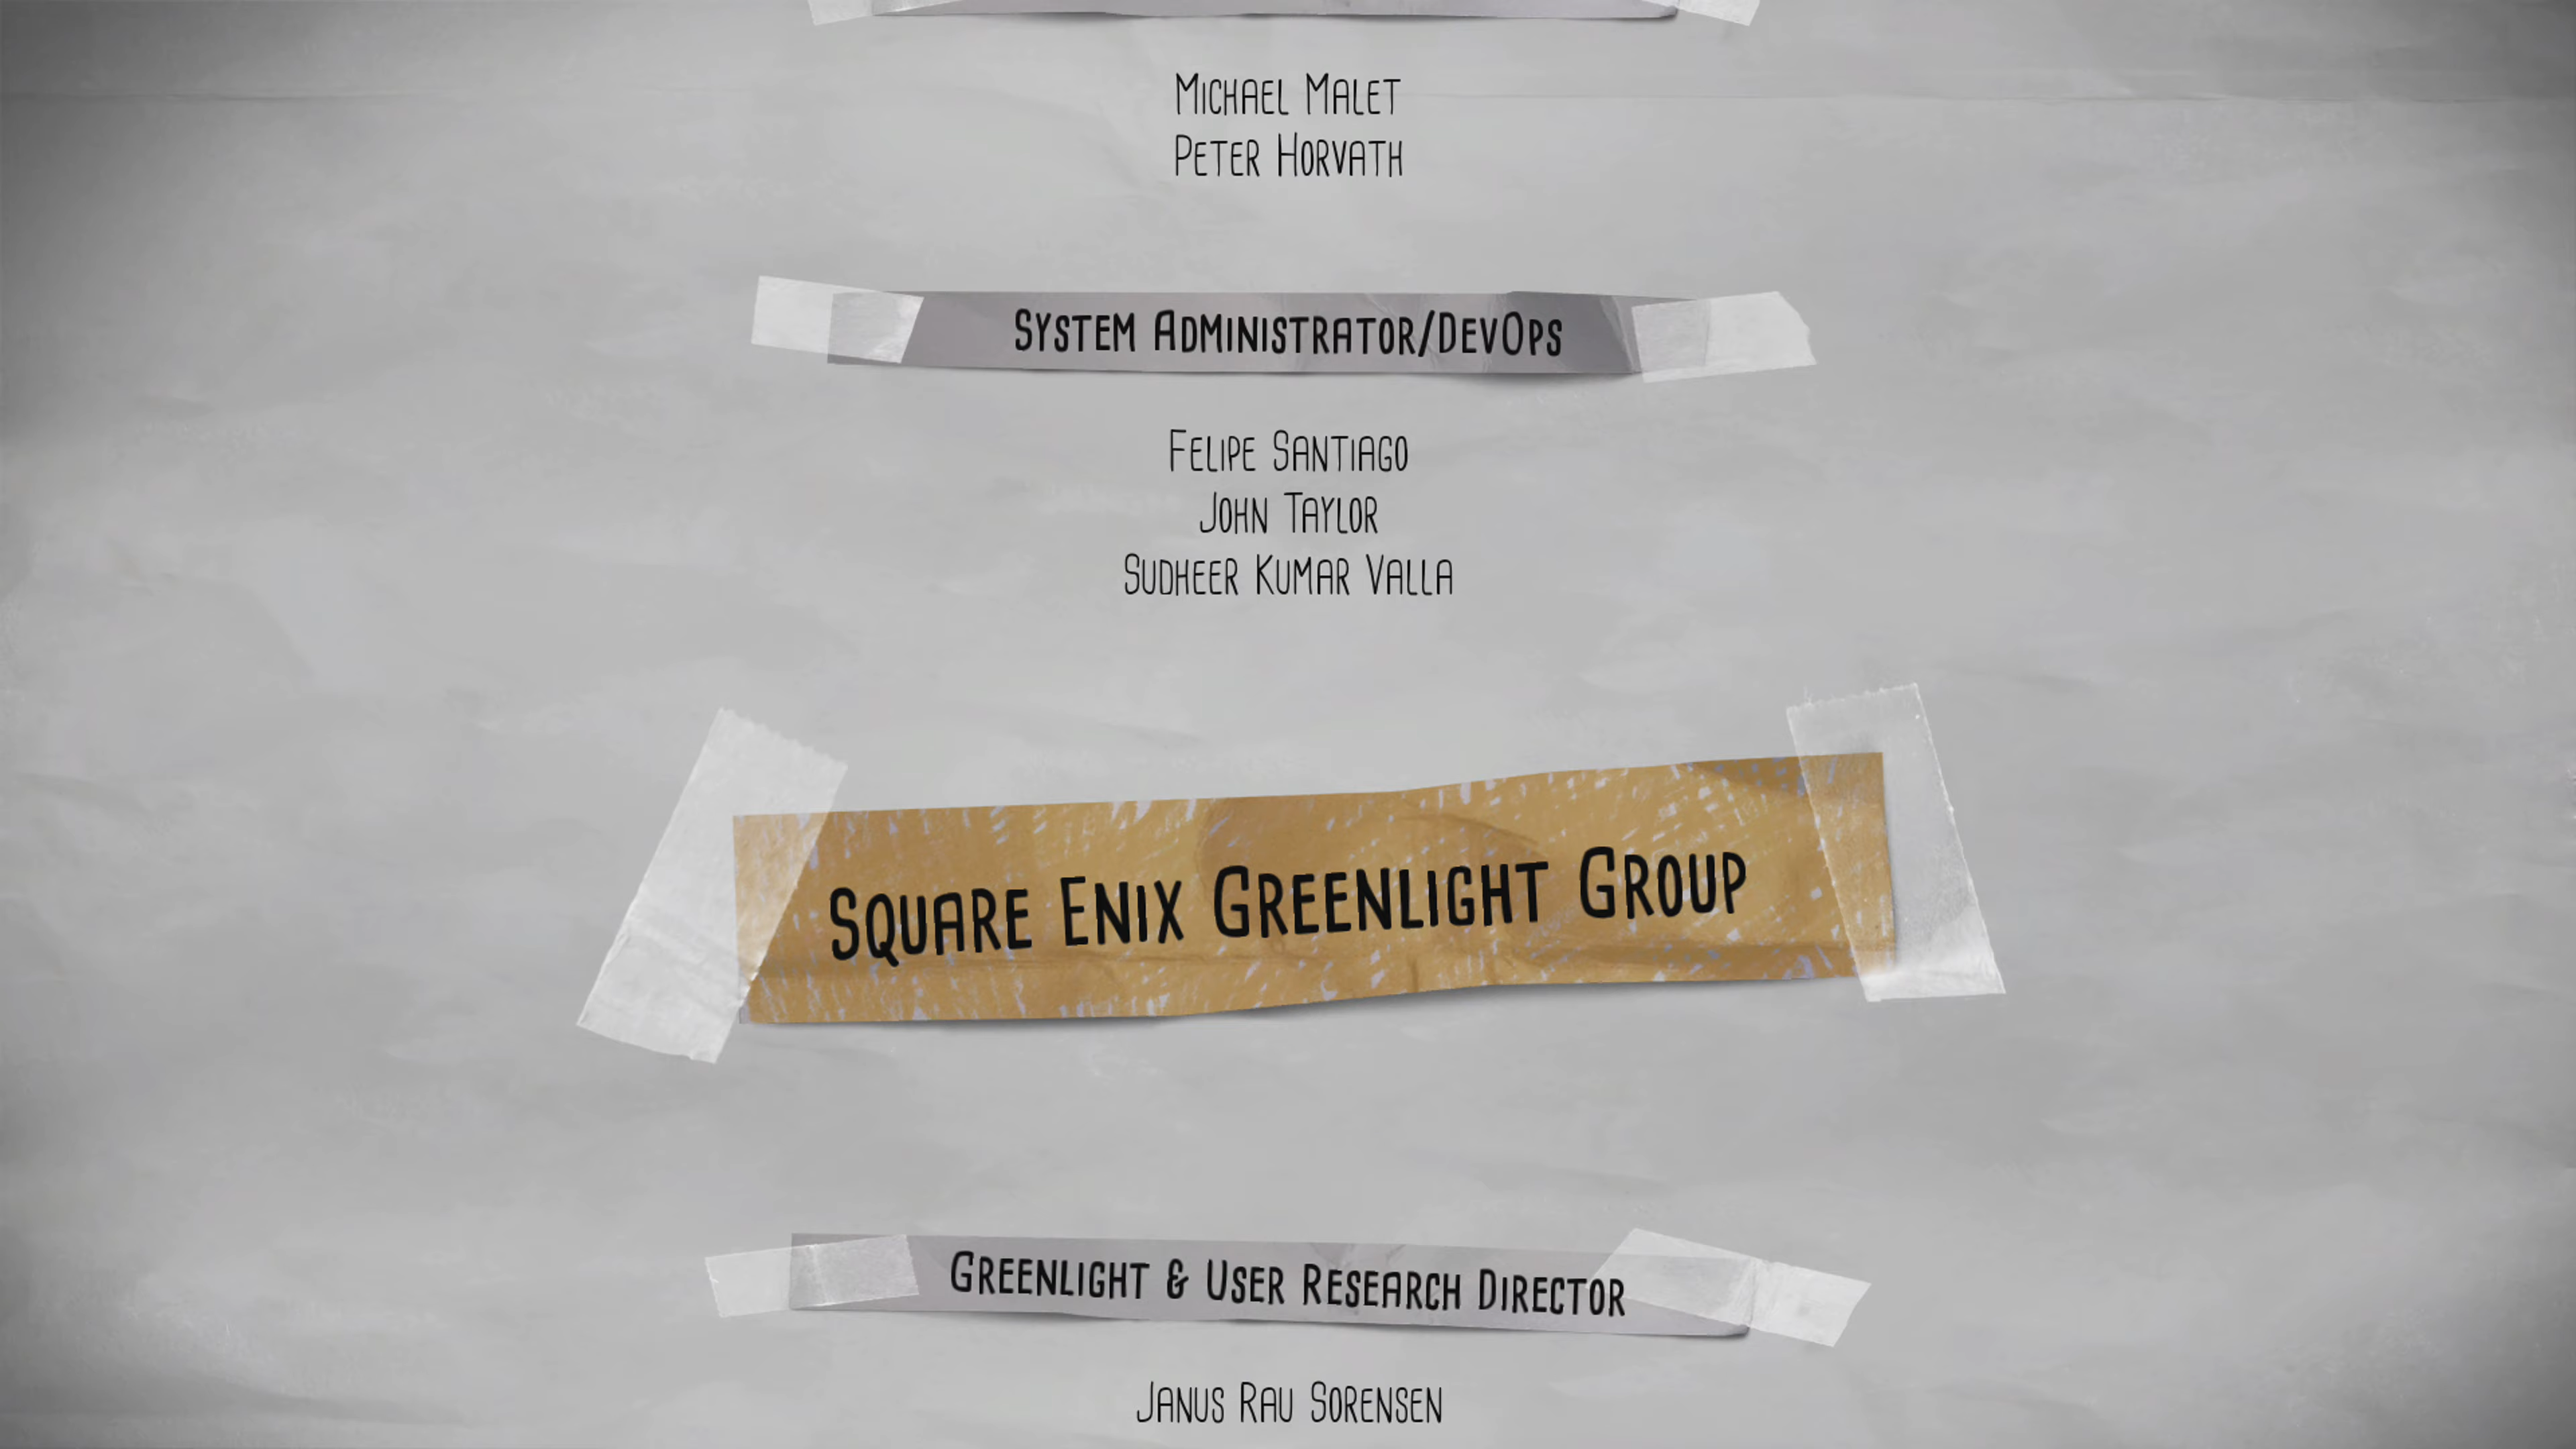 Michael Malet
Peter Horvath
System Administrator/DevOps
Felipe Santiago
John Taylor
Sudheer Kumar Valla
Square Enix Greenlight Group
Greenlight & User Research Director
Janus Rau Sorensen